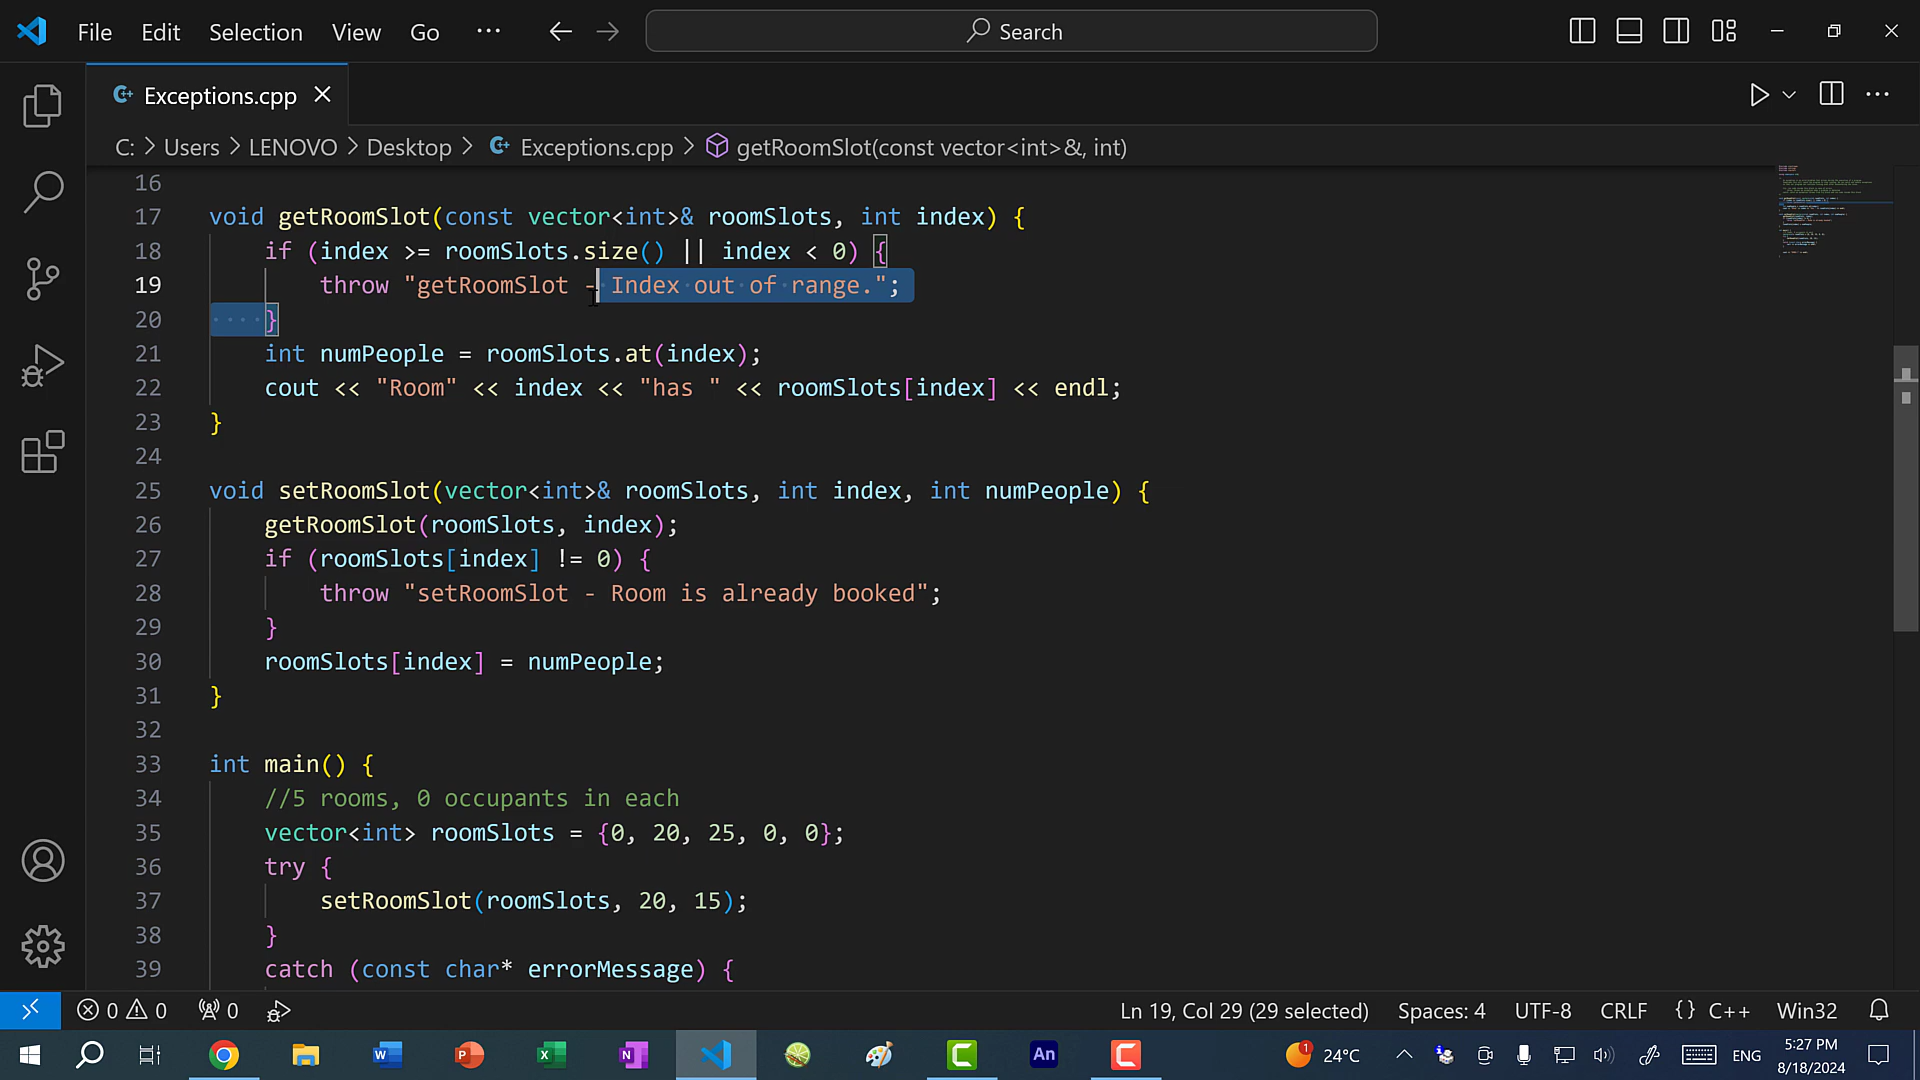 File Edit Selection View Go ··· Search
Exceptions.cpp
C: > Users > LENOVO > Desktop > Exceptions.cpp > getRoomSlot(const vector<int>&, int)
16
17 void getRoomSlot(const vector<int>& roomSlots, int index) {
18 if (index >= roomSlots.size() || index < 0) {
19 throw "getRoomSlot - Index out of range.";
20 }
21 int numPeople = roomSlots.at(index);
22 cout << "Room" << index << "has " << roomSlots[index] << endl;
23 }
24
25 void setRoomSlot(vector<int>& roomSlots, int index, int numPeople) {
26 getRoomSlot(roomSlots, index);
27 if (roomSlots[index] != 0) {
28 throw "setRoomSlot - Room is already booked";
29 }
30 roomSlots[index] = numPeople;
31 }
32
33 int main() {
34 //5 rooms, 0 occupants in each
35 vector<int> roomSlots = {0, 20, 25, 0, 0};
36 try {
37 setRoomSlot(roomSlots, 20, 15);
38 }
39 catch (const char* errorMessage) {
0 0 0 Ln 19, Col 29 (29 selected) Spaces: 4 UTF-8 CRLF {} C++ Win32
An 1 24°C ENG 5:27 PM
8/18/2024